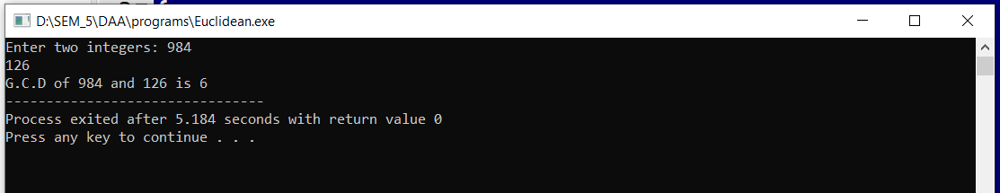 D:\SEM_5\DAA\programs\Euclidean.exe
Enter two integers: 984
126
G.C.D of 984 and 126 is 6
--------------------------------
Process exited after 5.184 seconds with return value 0
Press any key to continue . . .